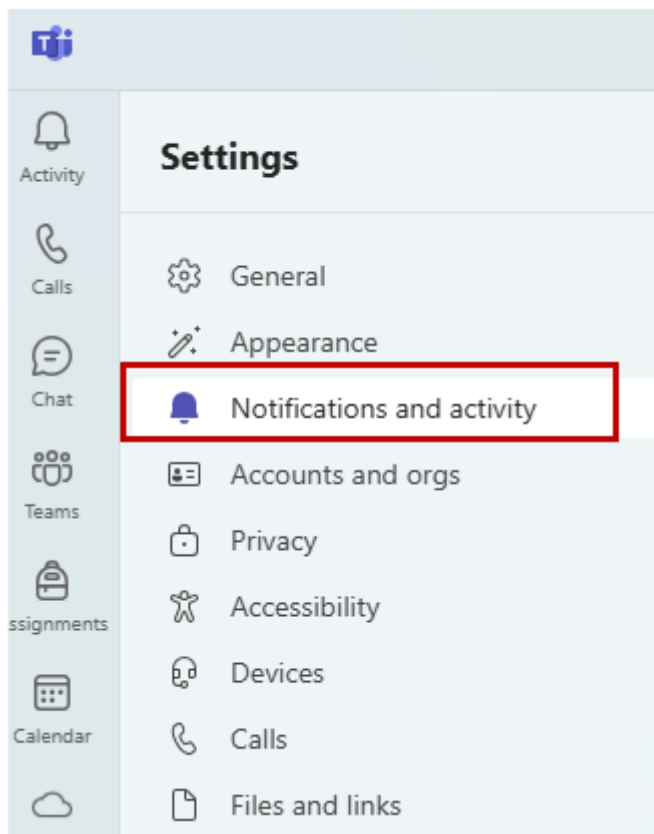 Activity
Calls
Chat
Teams
ssignments
Calendar
Settings
General
Appearance
Notifications and activity
Accounts and orgs
Privacy
Accessibility
Devices
Calls
Files and links